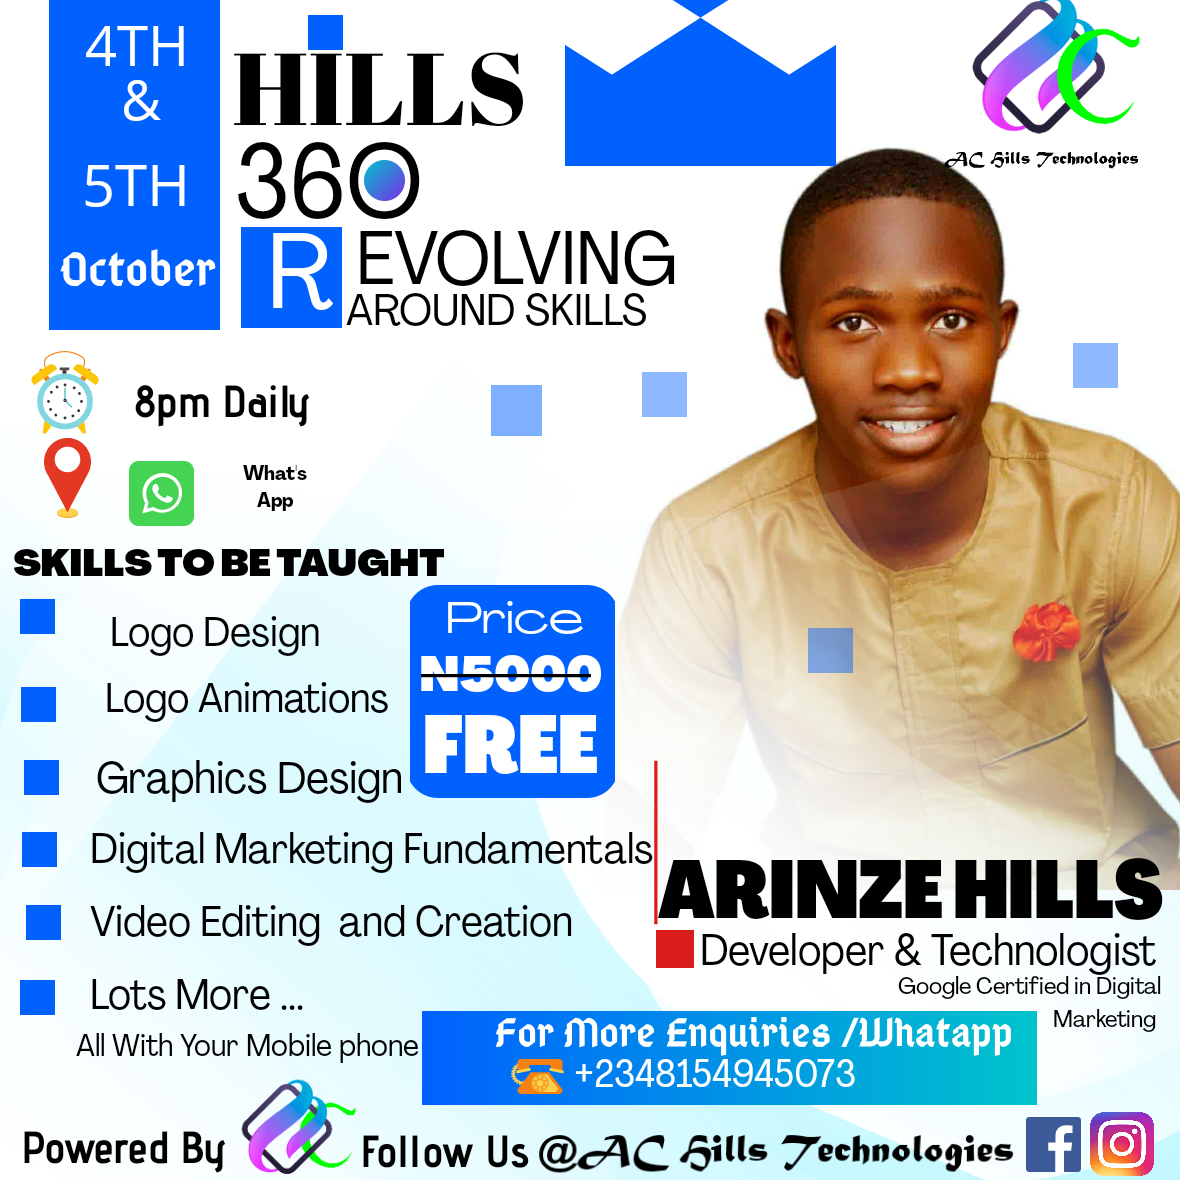 4TH
&
5TH
October
HILLS
360
REVOLVING
AROUND SKILLS
AC Hills Technologies
8pm Daily
What's
App
SKILLS TO BE TAUGHT
Logo Design
Logo Animations
Graphics Design
Digital Marketing Fundamentals
Video Editing and Creation
Lots More ...
All With Your Mobile phone
Price
N5000
FREE
ARINZE HILLS
Developer & Technologist
Google Certified in Digital
Marketing
For More Enquiries /Whatapp
+2348154945073
Powered By
Follow Us @AC Hills Technologies